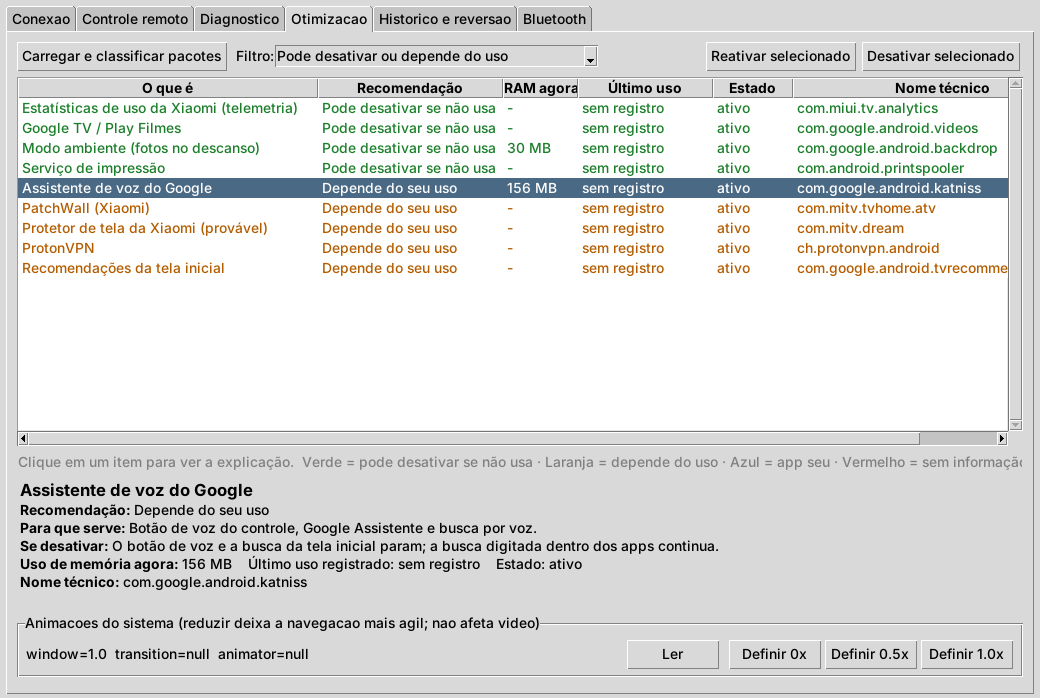 Conexao Controle remoto Diagnostico Otimizacao Historico e reversao Bluetooth
Carregar e classificar pacotes Filtro: Pode desativar ou depende do uso Reativar selecionado Desativar selecionado
O que é Recomendação RAM agora Último uso Estado Nome técnico
Estatísticas de uso da Xiaomi (telemetria) Pode desativar se não usa - sem registro ativo com.miui.tv.analytics
Google TV / Play Filmes Pode desativar se não usa - sem registro ativo com.google.android.videos
Modo ambiente (fotos no descanso) Pode desativar se não usa 30 MB sem registro ativo com.google.android.backdrop
Serviço de impressão Pode desativar se não usa - sem registro ativo com.android.printspooler
Assistente de voz do Google Depende do seu uso 156 MB sem registro ativo com.google.android.katniss
PatchWall (Xiaomi) Depende do seu uso - sem registro ativo com.mitv.tvhome.atv
Protetor de tela da Xiaomi (provável) Depende do seu uso - sem registro ativo com.mitv.dream
ProtonVPN Depende do seu uso - sem registro ativo ch.protonvpn.android
Recomendações da tela inicial Depende do seu uso - sem registro ativo com.google.android.tvrecomme
Clique em um item para ver a explicação. Verde = pode desativar se não usa · Laranja = depende do uso · Azul = app seu · Vermelho = sem informação
Assistente de voz do Google
Recomendação: Depende do seu uso
Para que serve: Botão de voz do controle, Google Assistente e busca por voz.
Se desativar: O botão de voz e a busca da tela inicial param; a busca digitada dentro dos apps continua.
Uso de memória agora: 156 MB Último uso registrado: sem registro Estado: ativo
Nome técnico: com.google.android.katniss
Animacoes do sistema (reduzir deixa a navegacao mais agil; nao afeta video)
window=1.0 transition=null animator=null Ler Definir 0x Definir 0.5x Definir 1.0x